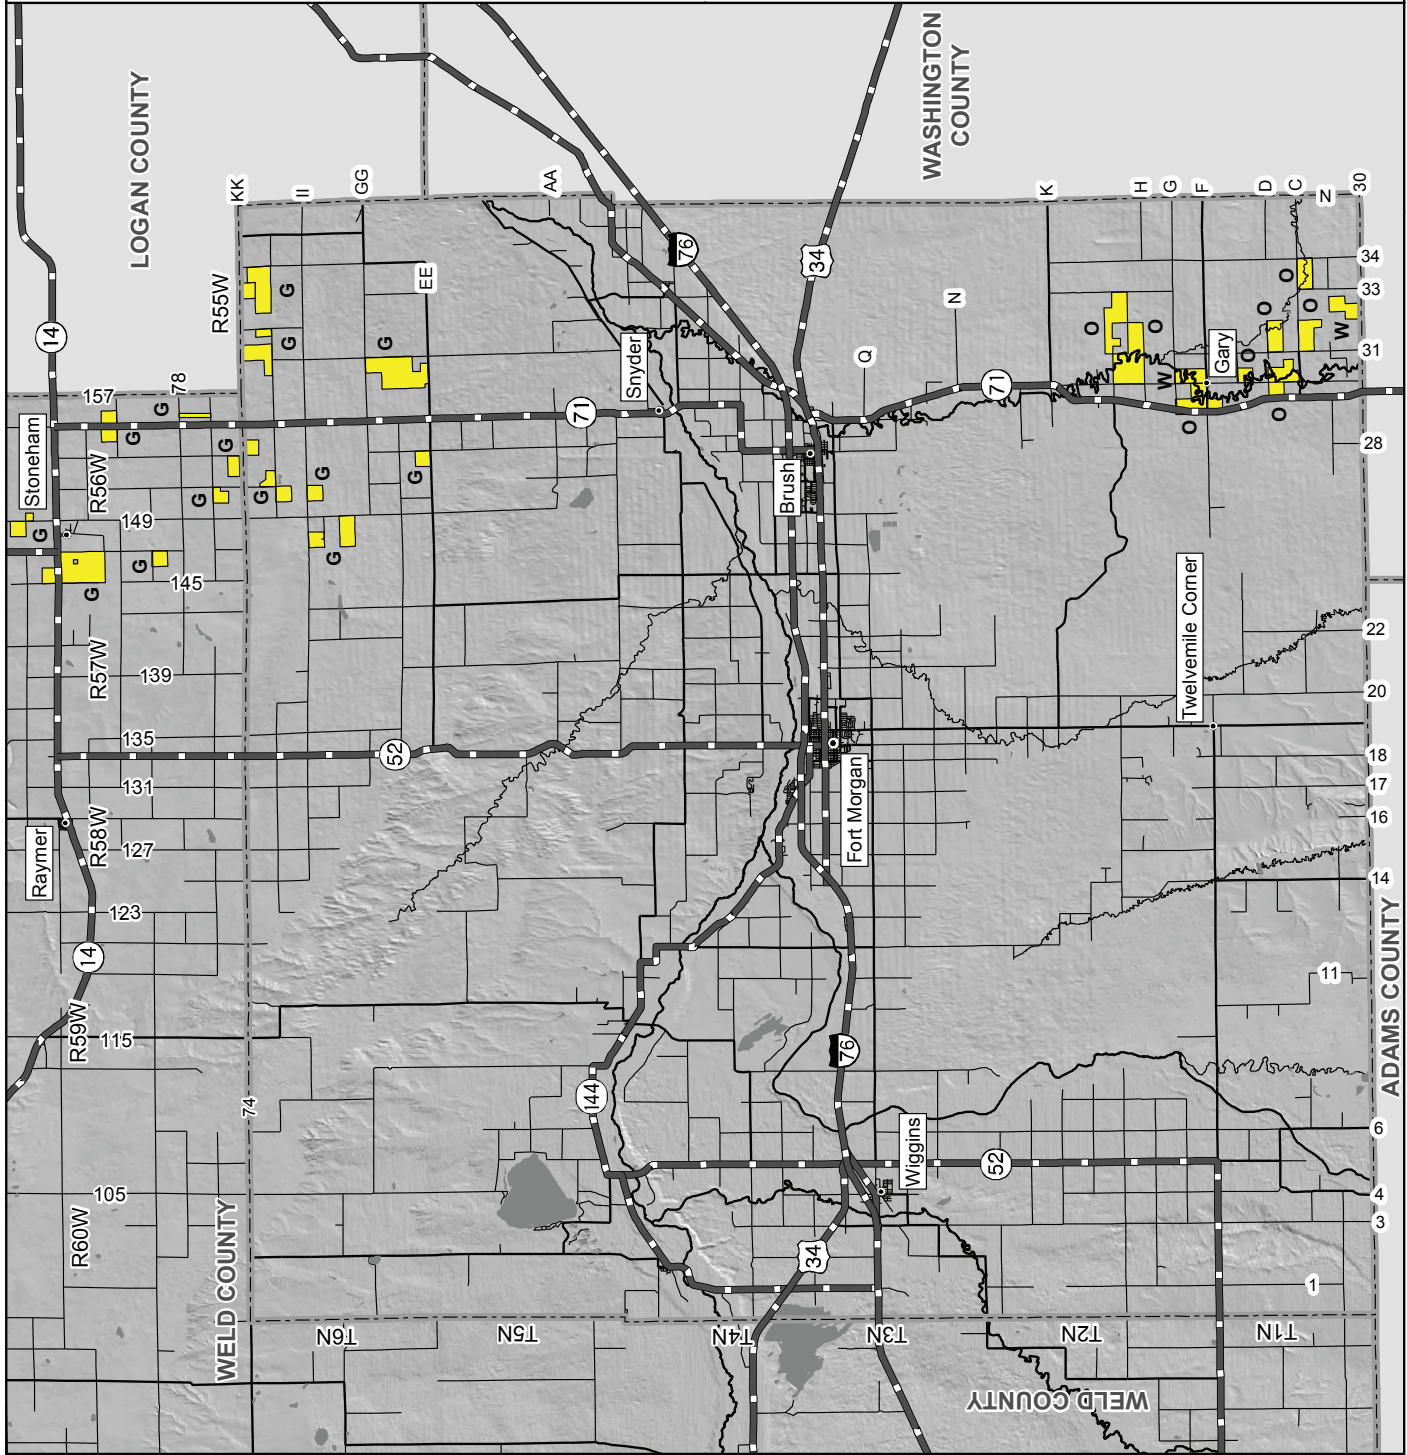 Raymer
Stoneham
14
14
R60W
R59W
R58W
R57W
R56W
105
115
123
127
131
135
139
145
149
157
78
LOGAN COUNTY
G
G
G
G
G
G
G
WELD COUNTY
74
R55W
KK
II
GG
EE
AA
G
G
G
G
G
G
G
T6N
T5N
T4N
T3N
T2N
T1N
52
71
144
Snyder
76
34
Brush
Fort Morgan
76
34
Wiggins
52
WASHINGTON
COUNTY
Q
N
71
K
H
G
F
D
C
N
30
O
O
W
O
Gary
O
O
O
O
O
W
Twelvemile Corner
WELD COUNTY
1
11
3
4
6
14
16
17
18
20
22
28
31
33
34
ADAMS COUNTY